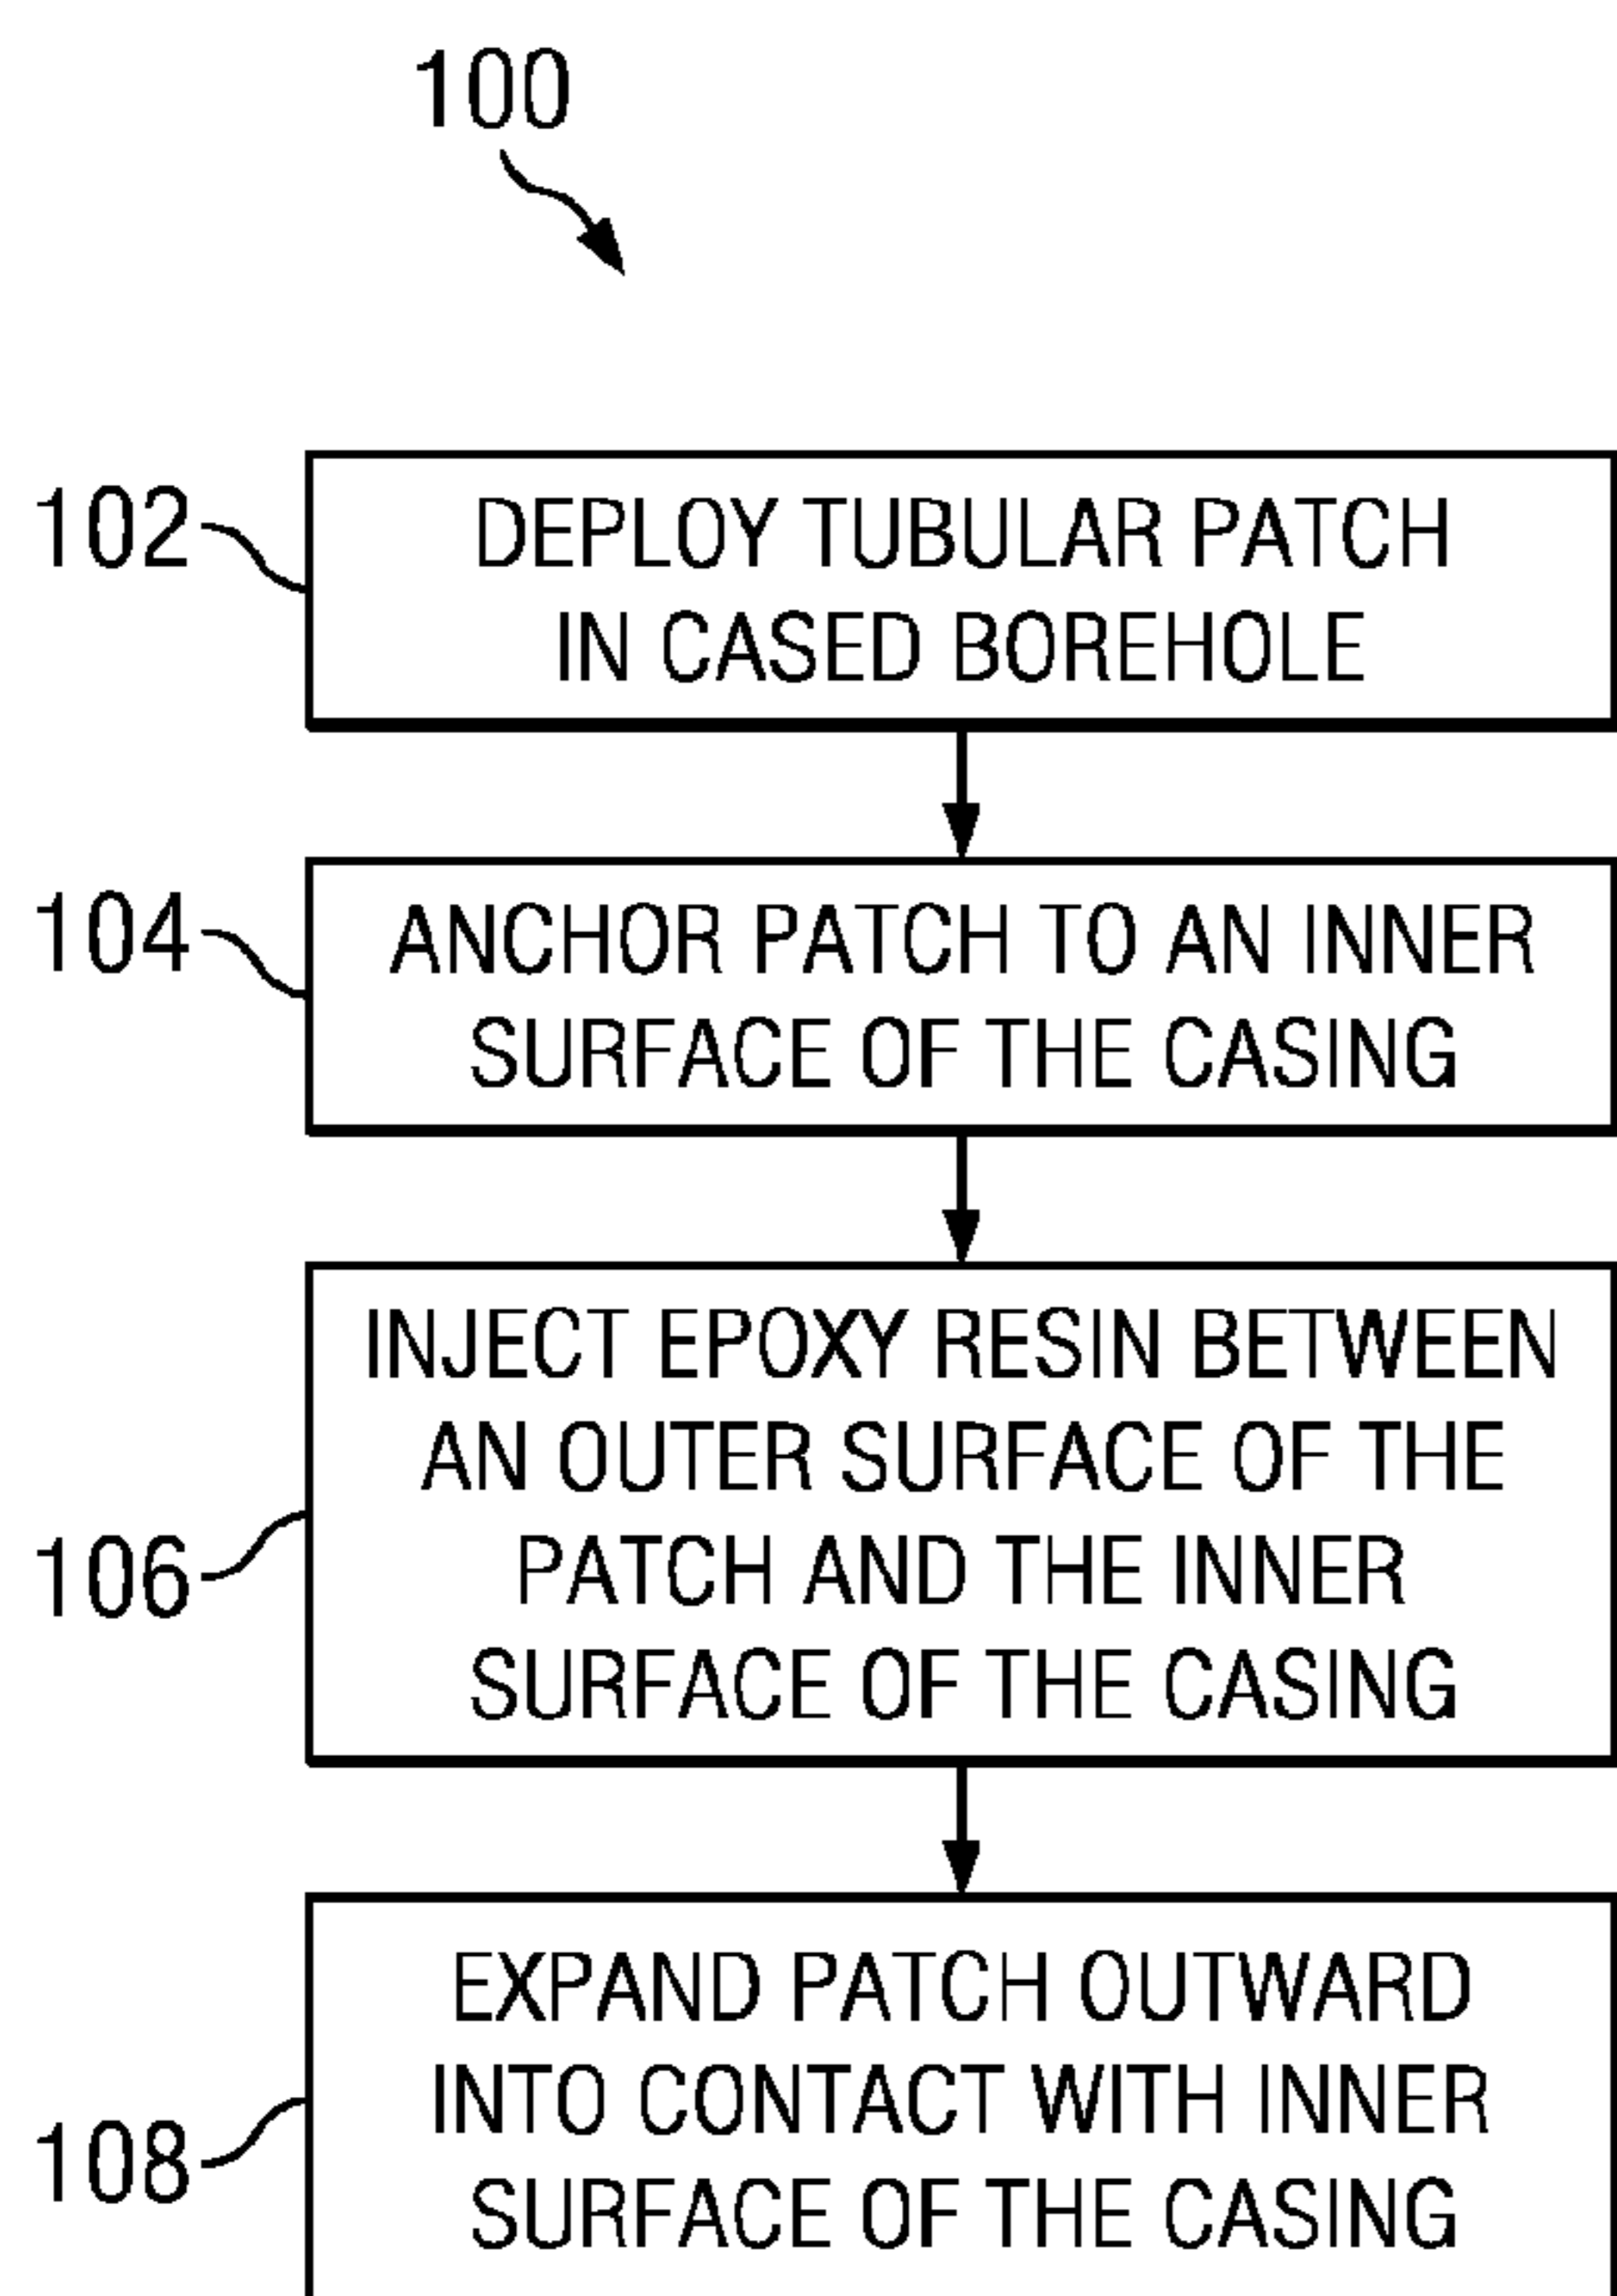 100
102
DEPLOY TUBULAR PATCH
IN CASED BOREHOLE
104
ANCHOR PATCH TO AN INNER
SURFACE OF THE CASING
106
INJECT EPOXY RESIN BETWEEN
AN OUTER SURFACE OF THE
PATCH AND THE INNER
SURFACE OF THE CASING
108
EXPAND PATCH OUTWARD
INTO CONTACT WITH INNER
SURFACE OF THE CASING